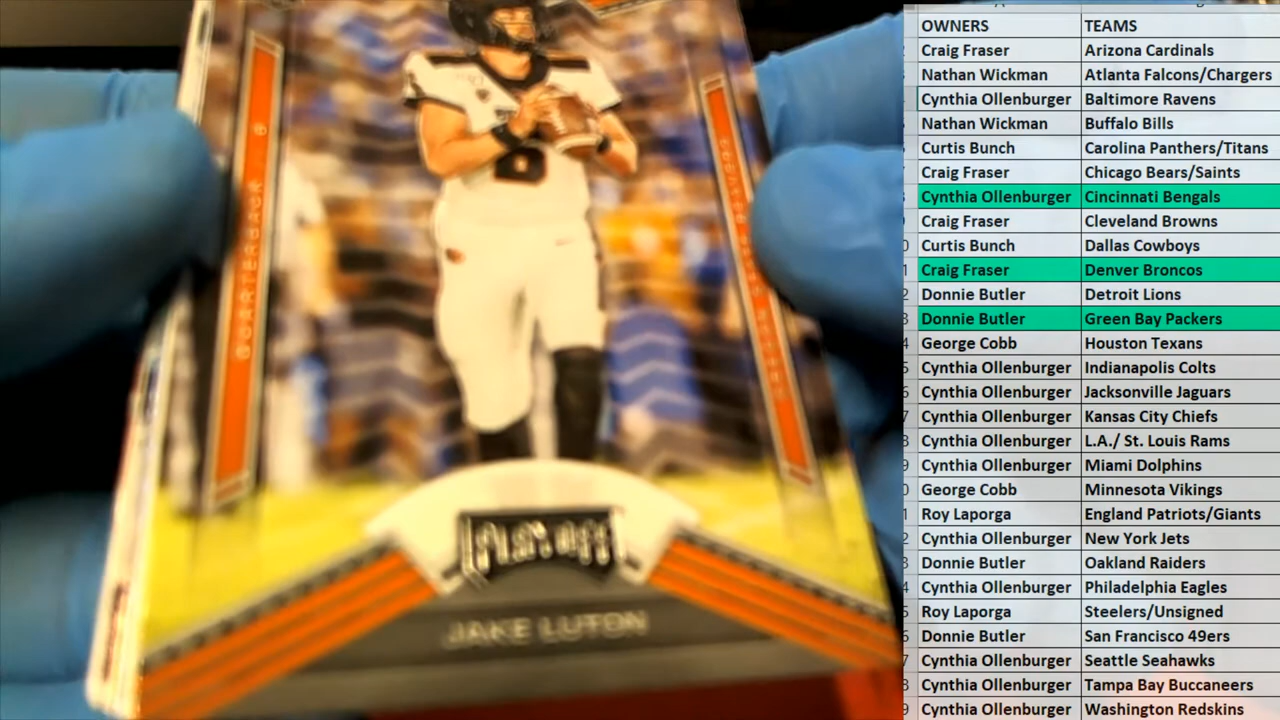 QUARTERBACK 6
PLAYOFF
JAKE LUTON
OWNERS TEAMS
Craig Fraser Arizona Cardinals
Nathan Wickman Atlanta Falcons/Chargers
Cynthia Ollenburger Baltimore Ravens
Nathan Wickman Buffalo Bills
Curtis Bunch Carolina Panthers/Titans
Craig Fraser Chicago Bears/Saints
Cynthia Ollenburger Cincinnati Bengals
Craig Fraser Cleveland Browns
Curtis Bunch Dallas Cowboys
Craig Fraser Denver Broncos
Donnie Butler Detroit Lions
Donnie Butler Green Bay Packers
George Cobb Houston Texans
Cynthia Ollenburger Indianapolis Colts
Cynthia Ollenburger Jacksonville Jaguars
Cynthia Ollenburger Kansas City Chiefs
Cynthia Ollenburger L.A./ St. Louis Rams
Cynthia Ollenburger Miami Dolphins
George Cobb Minnesota Vikings
Roy Laporga England Patriots/Giants
Cynthia Ollenburger New York Jets
Donnie Butler Oakland Raiders
Cynthia Ollenburger Philadelphia Eagles
Roy Laporga Steelers/Unsigned
Donnie Butler San Francisco 49ers
Cynthia Ollenburger Seattle Seahawks
Cynthia Ollenburger Tampa Bay Buccaneers
Cynthia Ollenburger Washington Redskins